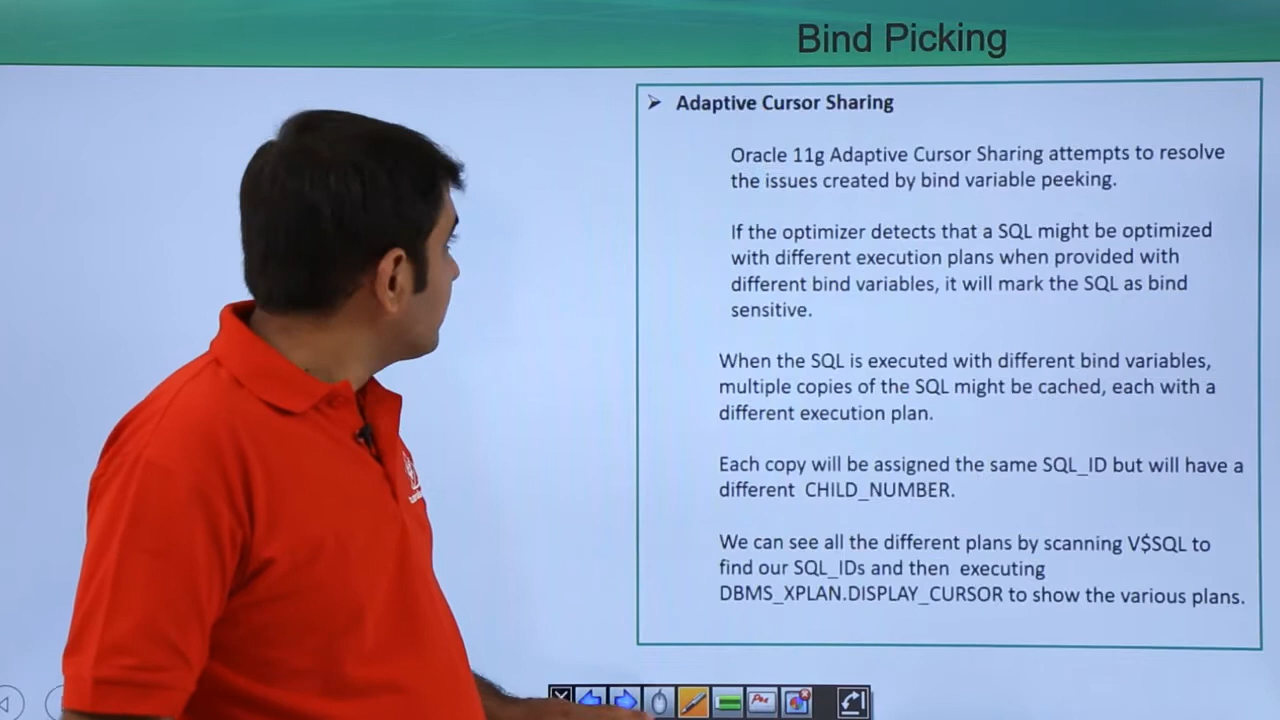 Bind Picking
Adaptive Cursor Sharing
Oracle 11g Adaptive Cursor Sharing attempts to resolve
the issues created by bind variable peeking.
If the optimizer detects that a SQL might be optimized
with different execution plans when provided with
different bind variables, it will mark the SQL as bind
sensitive.
When the SQL is executed with different bind variables,
multiple copies of the SQL might be cached, each with a
different execution plan.
Each copy will be assigned the same SQL_ID but will have a
different CHILD_NUMBER.
We can see all the different plans by scanning V$SQL to
find our SQL_IDs and then executing
DBMS_XPLAN.DISPLAY_CURSOR to show the various plans.